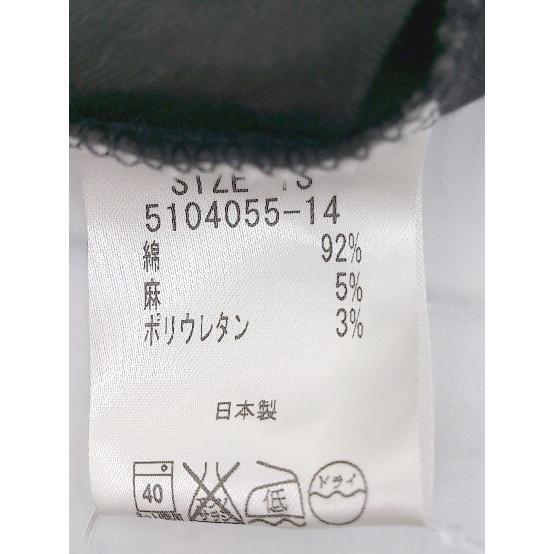 SIZE 13
5104055-14
綿 92%
麻 5%
ポリウレタン 3%
日本製
40 低 ドライ